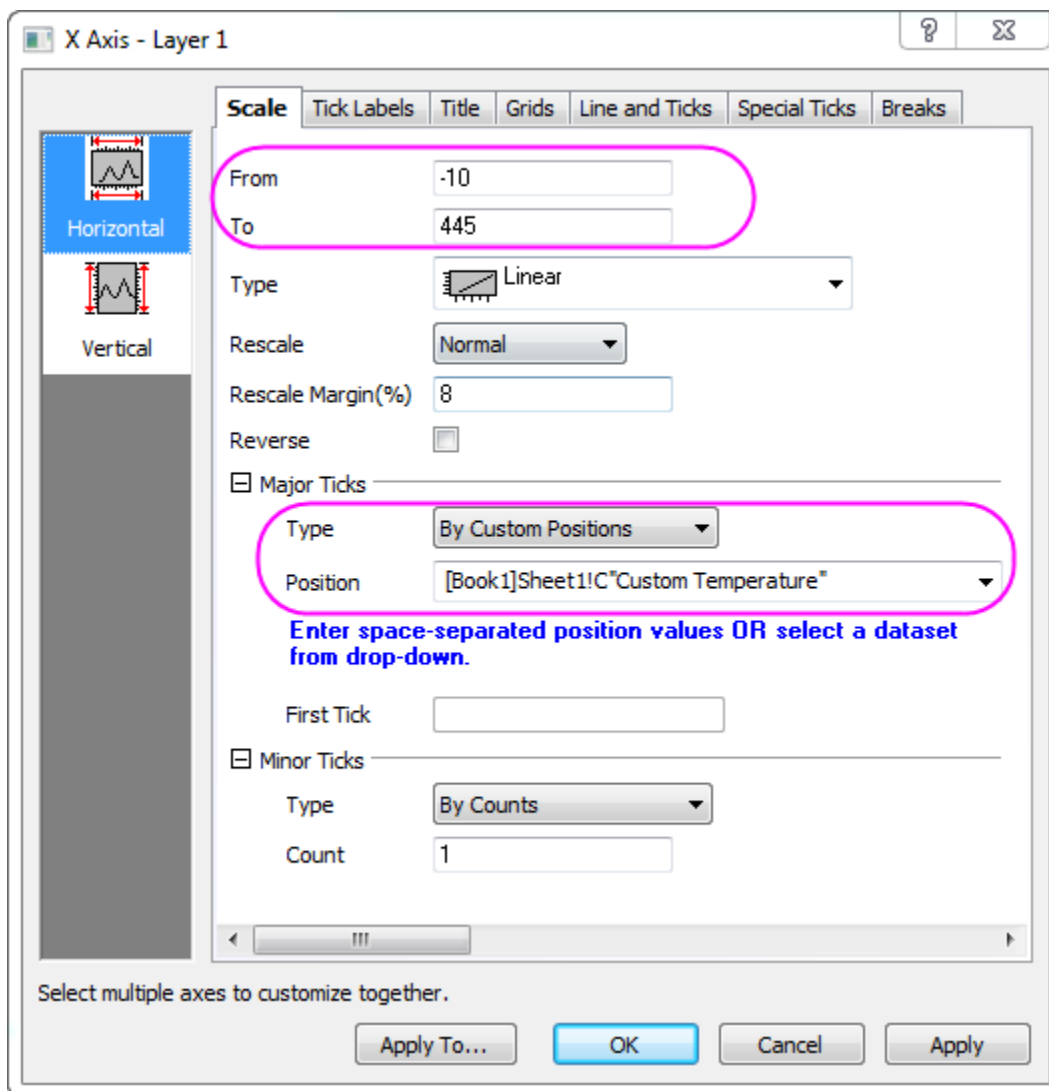 X Axis - Layer 1
Scale Tick Labels Title Grids Line and Ticks Special Ticks Breaks
Horizontal
Vertical
From -10
To 445
Type Linear
Rescale Normal
Rescale Margin(%) 8
Reverse
Major Ticks
Type By Custom Positions
Position [Book1]Sheet1!C"Custom Temperature"
Enter space-separated position values OR select a dataset
from drop-down.
First Tick
Minor Ticks
Type By Counts
Count 1
Select multiple axes to customize together.
Apply To... OK Cancel Apply